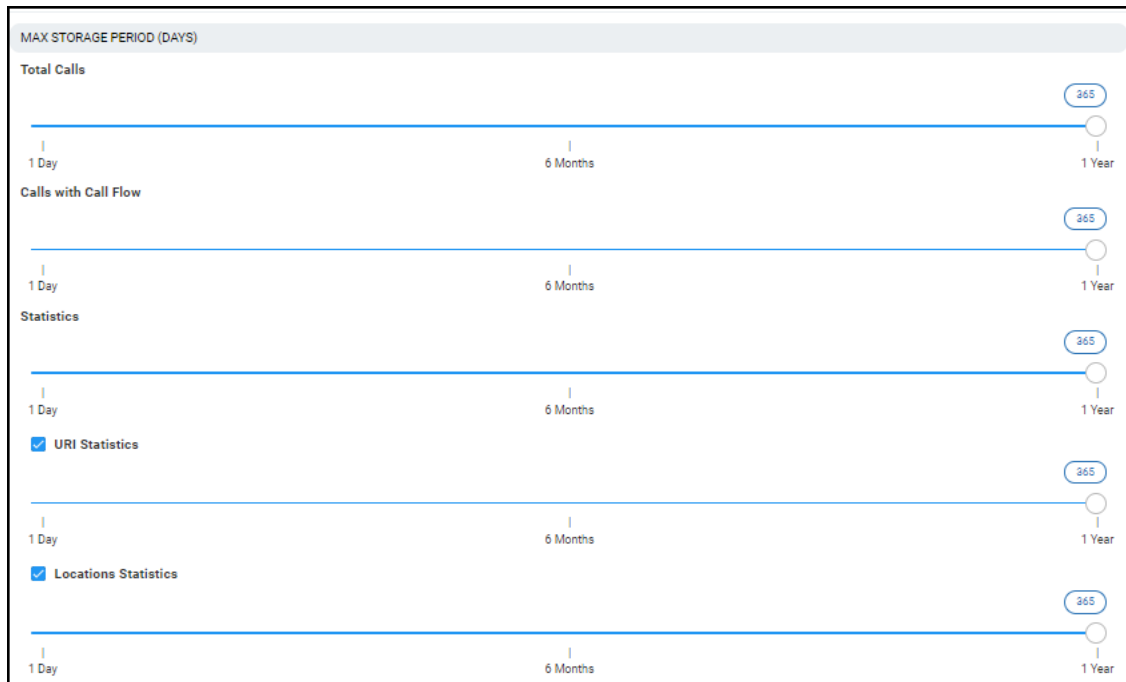 MAX STORAGE PERIOD (DAYS)
Total Calls
365
1 Day 6 Months 1 Year
Calls with Call Flow
365
1 Day 6 Months 1 Year
Statistics
365
1 Day 6 Months 1 Year
URI Statistics
365
1 Day 6 Months 1 Year
Locations Statistics
365
1 Day 6 Months 1 Year